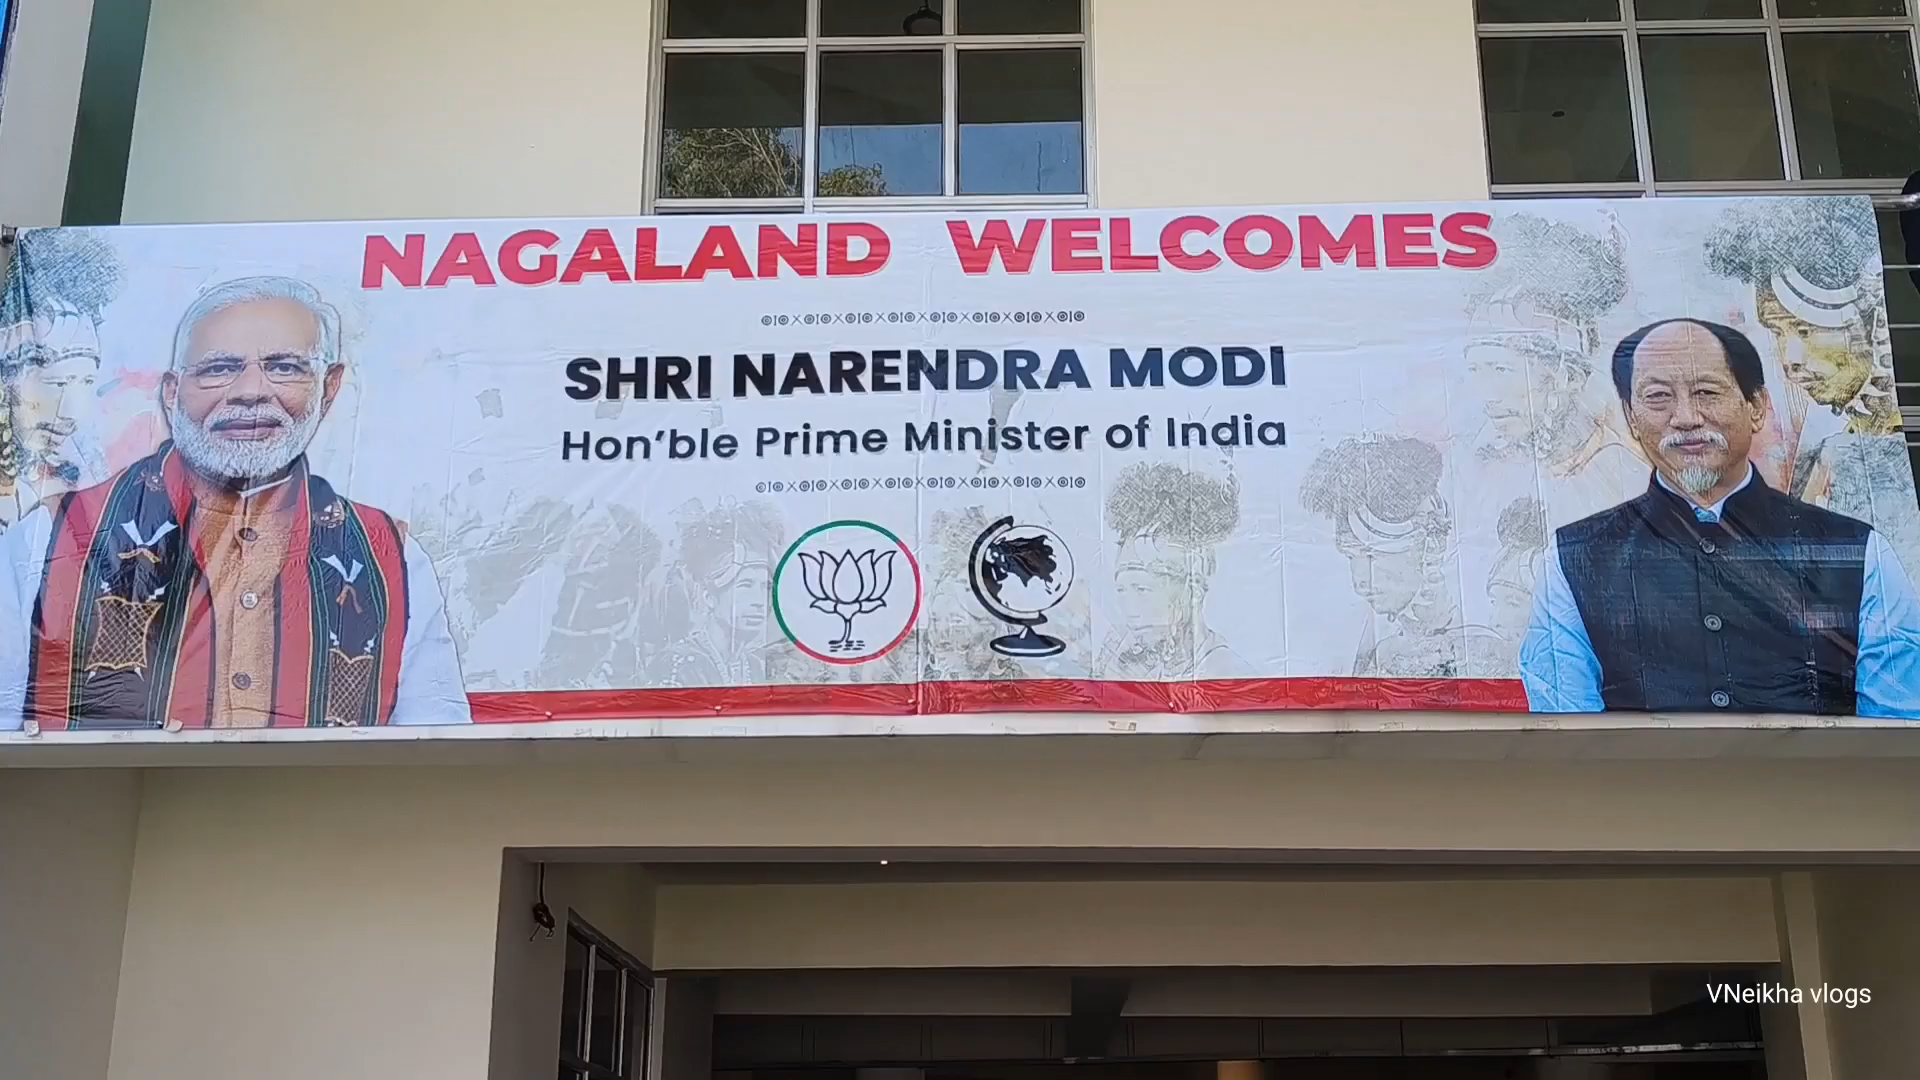 NAGALAND WELCOMES
SHRI NARENDRA MODI
Hon'ble Prime Minister of India
VNeikha vlogs